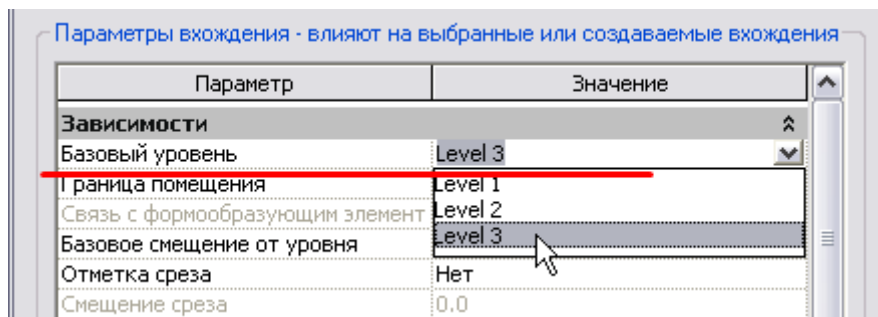 Параметры вхождения - влияют на выбранные или создаваемые вхождения
Параметр Значение
Зависимости
Базовый уровень Level 3
Граница помещения Level 1
Связь с формообразующим элемент Level 2
Базовое смещение от уровня Level 3
Отметка среза Нет
Смещение среза 0.0